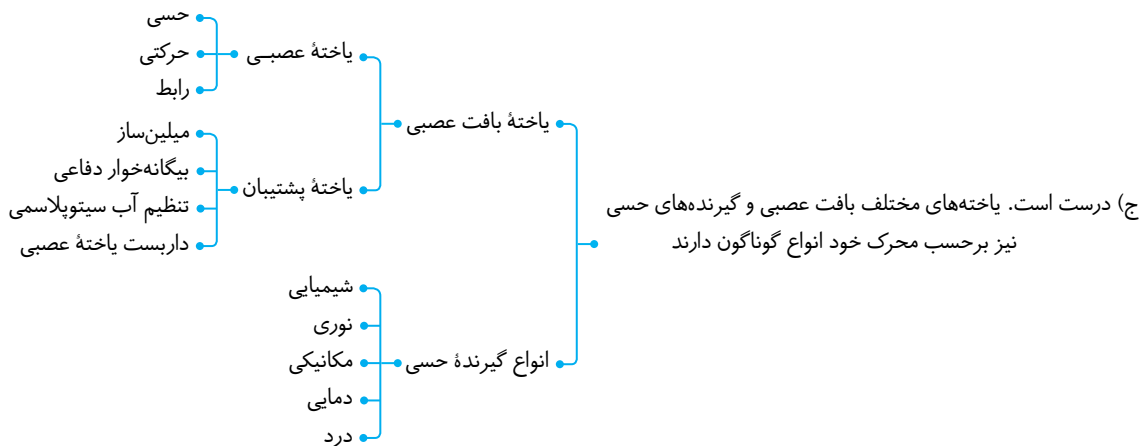 ج) درست است. یاخته‌های مختلف بافت عصبی و گیرنده‌های حسی
نیز برحسب محرک خود انواع گوناگون دارند
یاختهٔ بافت عصبی
یاختهٔ عصبـی
حسی
حرکتی
رابط
یاختهٔ پشتیبان
میلین‌ساز
بیگانه‌خوار دفاعی
تنظیم آب سیتوپلاسمی
داربست یاختهٔ عصبی
انواع گیرندهٔ حسی
شیمیایی
نوری
مکانیکی
دمایی
درد